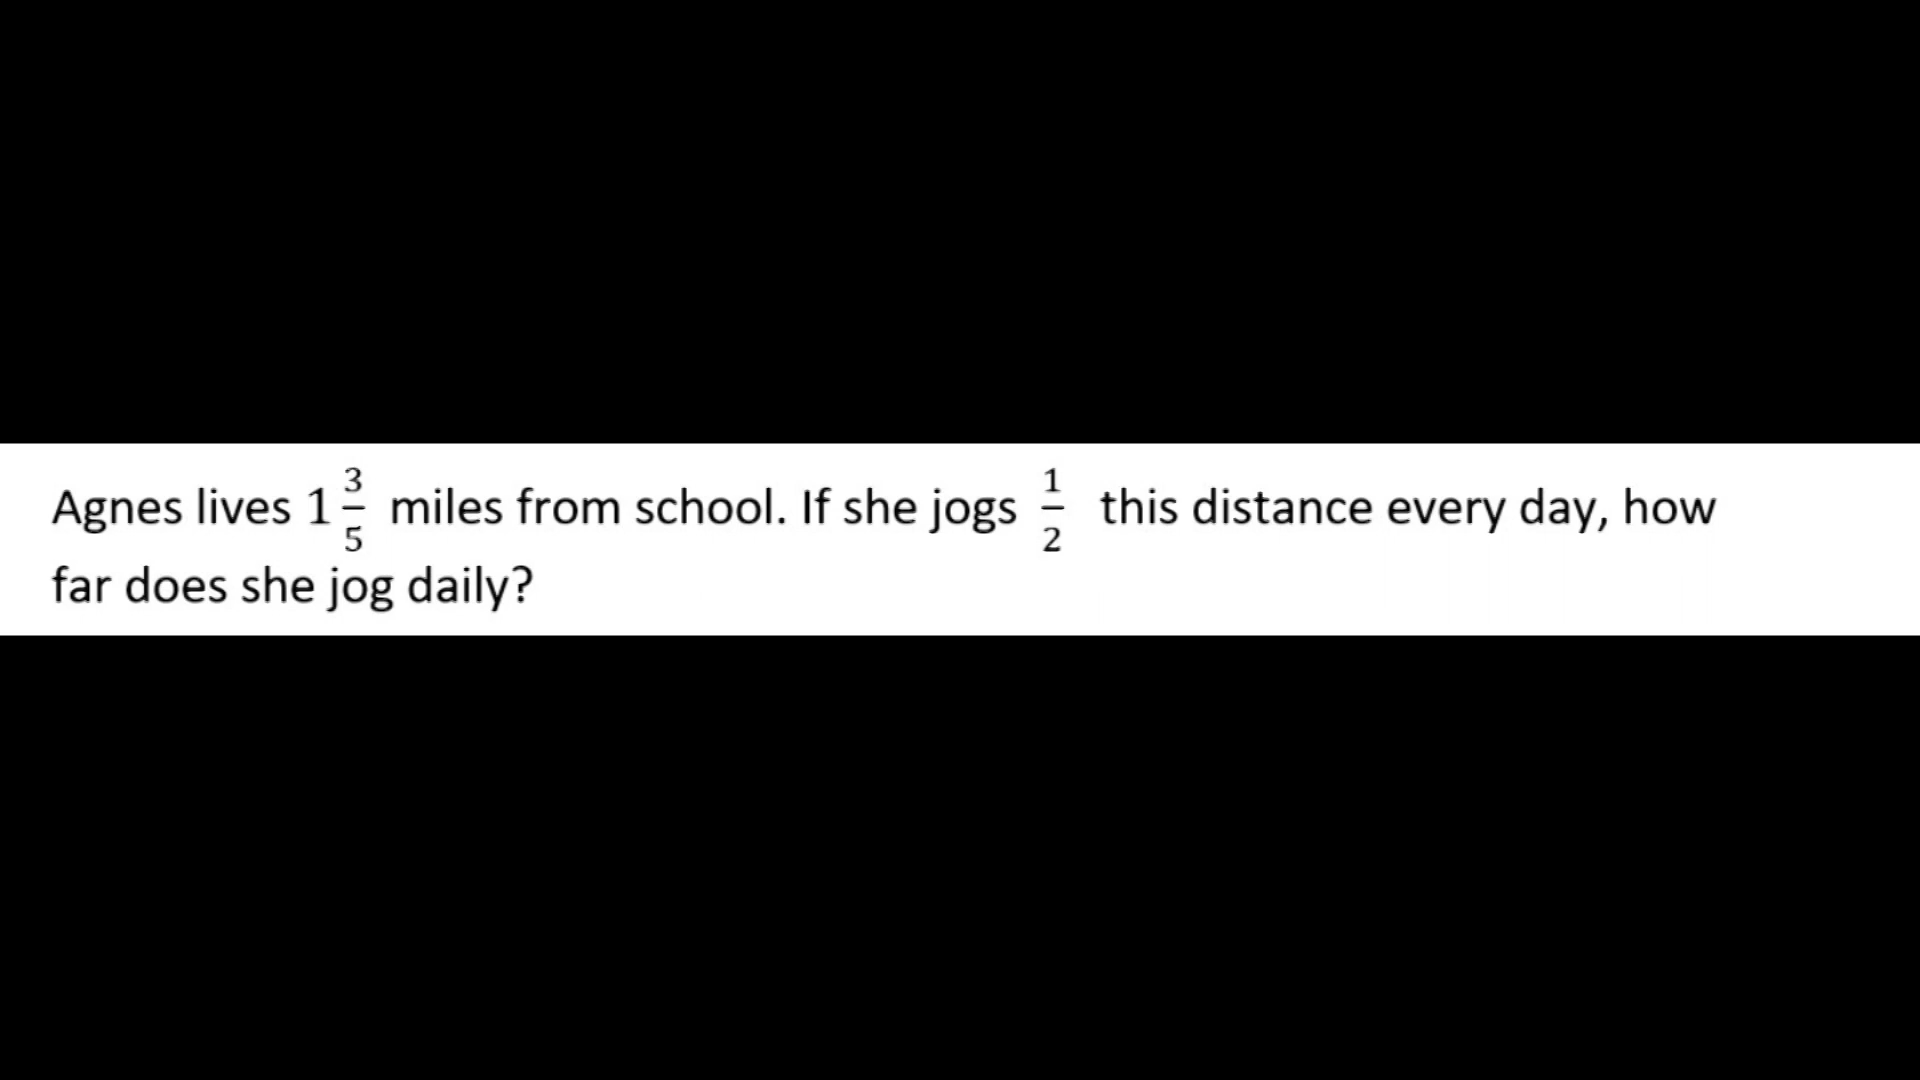 Agnes lives 1 3/5 miles from school. If she jogs 1/2 this distance every day, how
far does she jog daily?